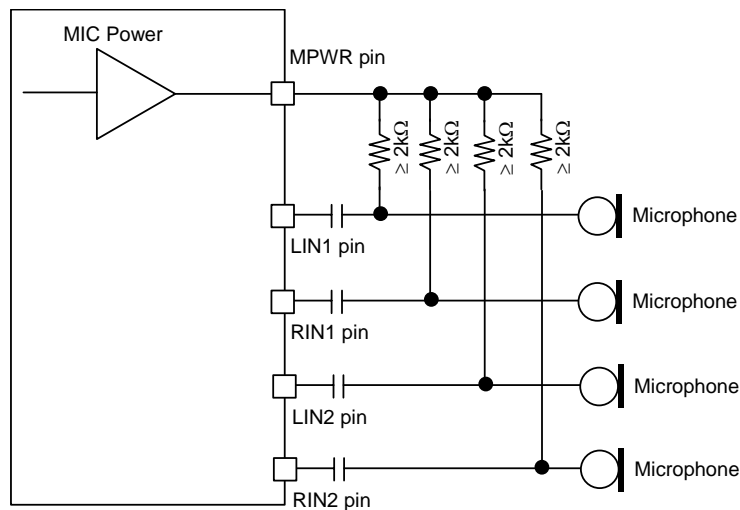 MIC Power
MPWR pin
≥ 2kΩ
≥ 2kΩ
≥ 2kΩ
≥ 2kΩ
LIN1 pin
Microphone
RIN1 pin
Microphone
LIN2 pin
Microphone
RIN2 pin
Microphone